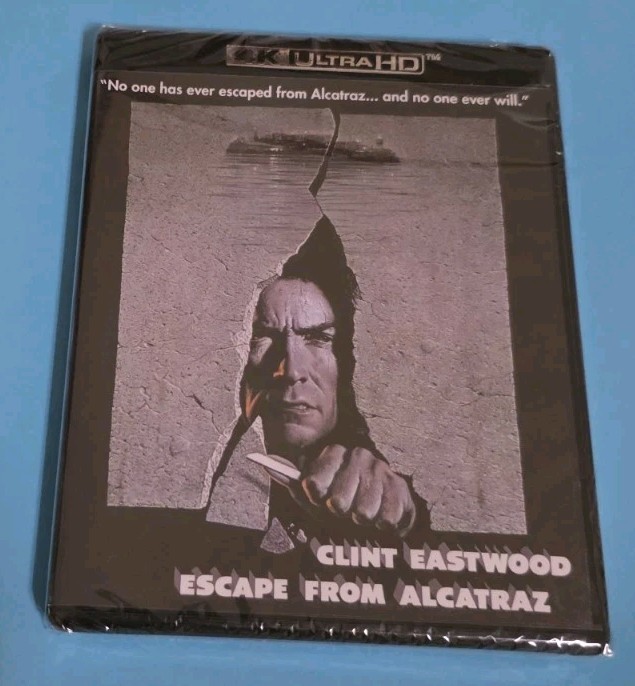 4K ULTRA HD™
"No one has ever escaped from Alcatraz... and no one ever will."
CLINT EASTWOOD
ESCAPE FROM ALCATRAZ